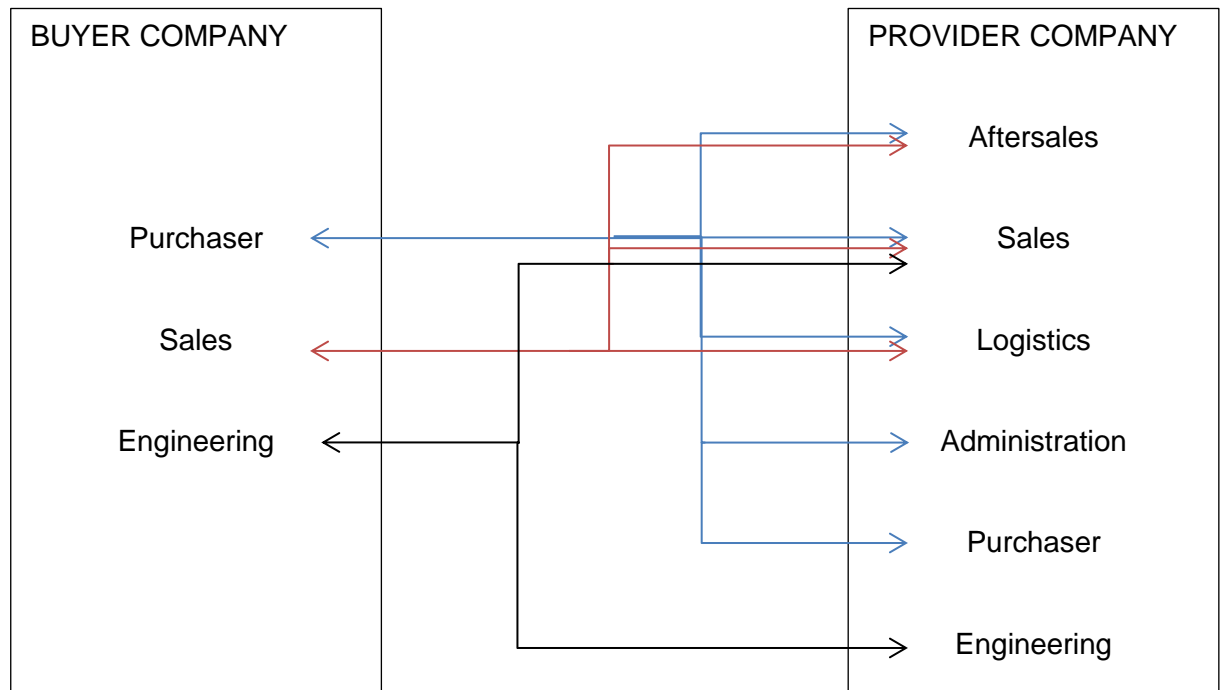 BUYER COMPANY
Purchaser
Sales
Engineering
PROVIDER COMPANY
Aftersales
Sales
Logistics
Administration
Purchaser
Engineering